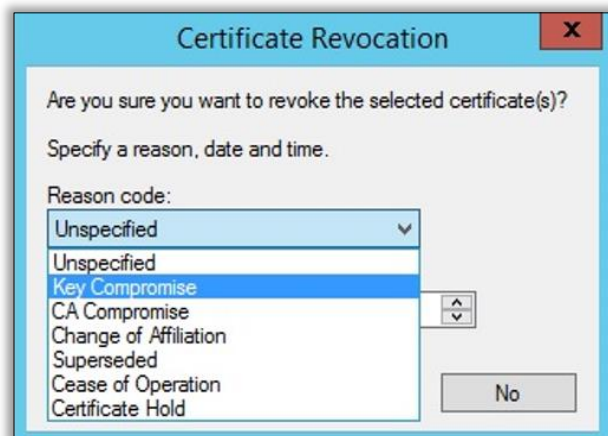 Certificate Revocation
x
Are you sure you want to revoke the selected certificate(s)?
Specify a reason, date and time.
Reason code:
Unspecified
Unspecified
Key Compromise
CA Compromise
Change of Affiliation
Superseded
Cease of Operation
Certificate Hold
No